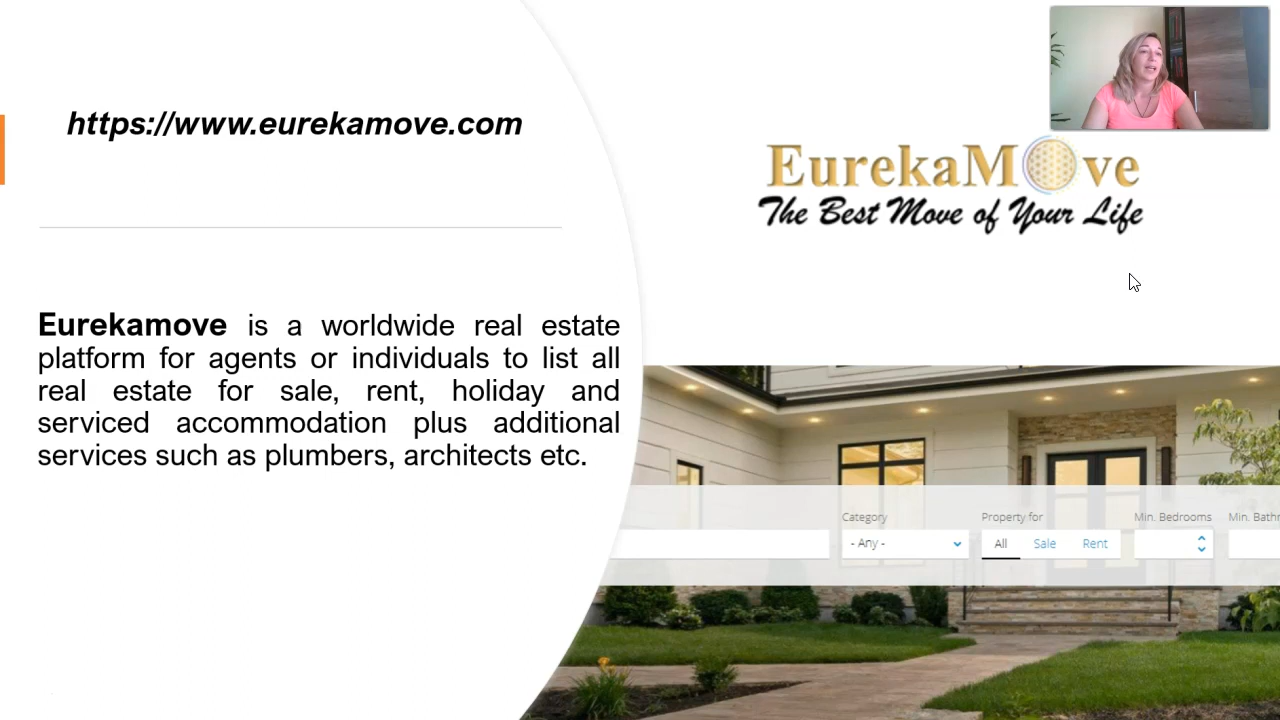 https://www.eurekamove.com
EurekaMove
The Best Move of Your Life
Eurekamove is a worldwide real estate
platform for agents or individuals to list all
real estate for sale, rent, holiday and
serviced accommodation plus additional
services such as plumbers, architects etc.
Category Property for Min. Bedrooms Min.
- Any - All Sale Rent